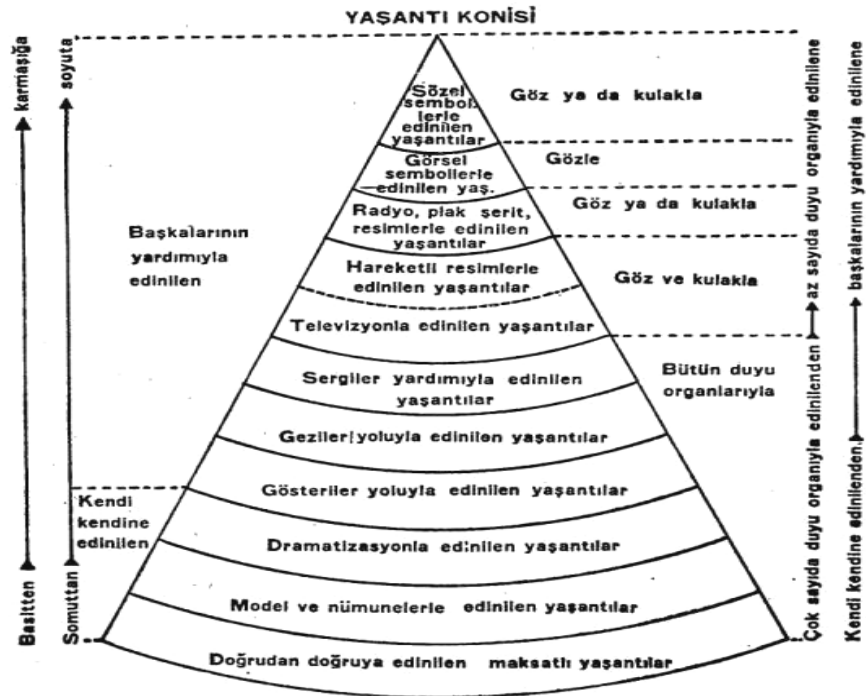 YAŞANTI KONİSİ
Sözel
sembol
lerle
edinilen
yaşantılar
Görsel
sembollerle
edinilen yaş.
Radyo, plak şerit,
resimlerle edinilen
yaşantılar
Hareketli resimlerle
edinilen yaşantılar
Televizyonla edinilen yaşantılar
Sergiler yardımıyla edinilen
yaşantılar
Geziler yoluyla edinilen yaşantılar
Gösteriler yoluyla edinilen yaşantılar
Dramatizasyonla edinilen yaşantılar
Model ve nümunelerle edinilen yaşantılar
Doğrudan doğruya edinilen maksatlı yaşantılar
Göz ya da kulakla
Gözle
Göz ya da kulakla
Göz ve kulakla
Bütün duyu
organlarıyla
Başkalarının
yardımıyla
edinilen
Kendi
kendine
edinilen
Basitten
karmaşığa
Somuttan
soyuta
Çok sayıda duyu organıyla edinilenden
az sayıda duyu organıyla edinilene
Kendi kendine edinilenden
başkalarının yardımıyla edinilene